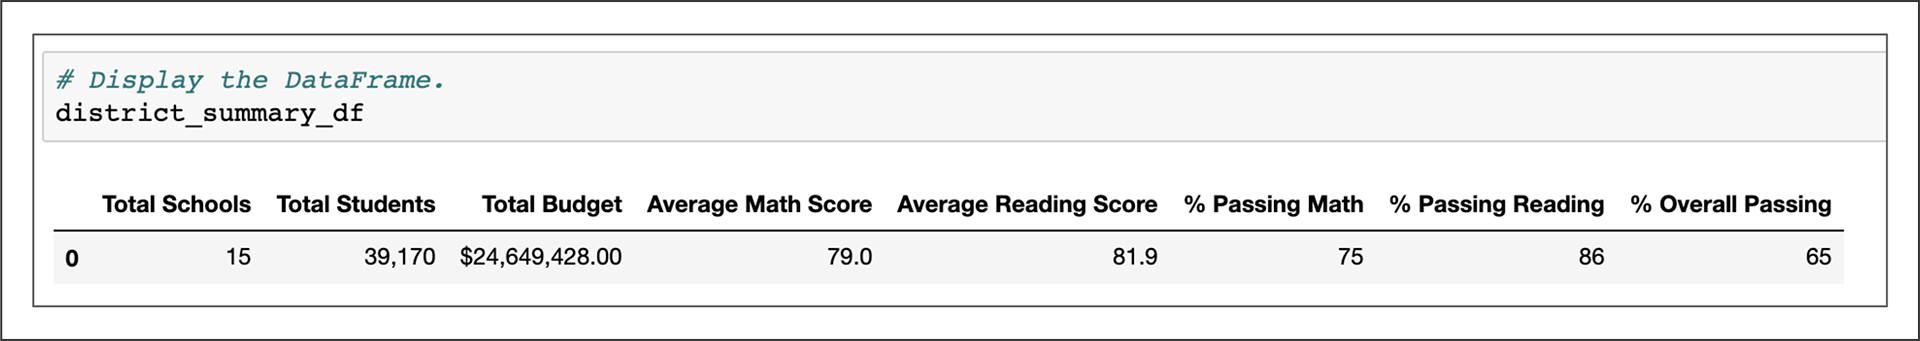 # Display the DataFrame.
district_summary_df
Total Schools Total Students Total Budget Average Math Score Average Reading Score % Passing Math % Passing Reading % Overall Passing
0 15 39,170 $24,649,428.00 79.0 81.9 75 86 65